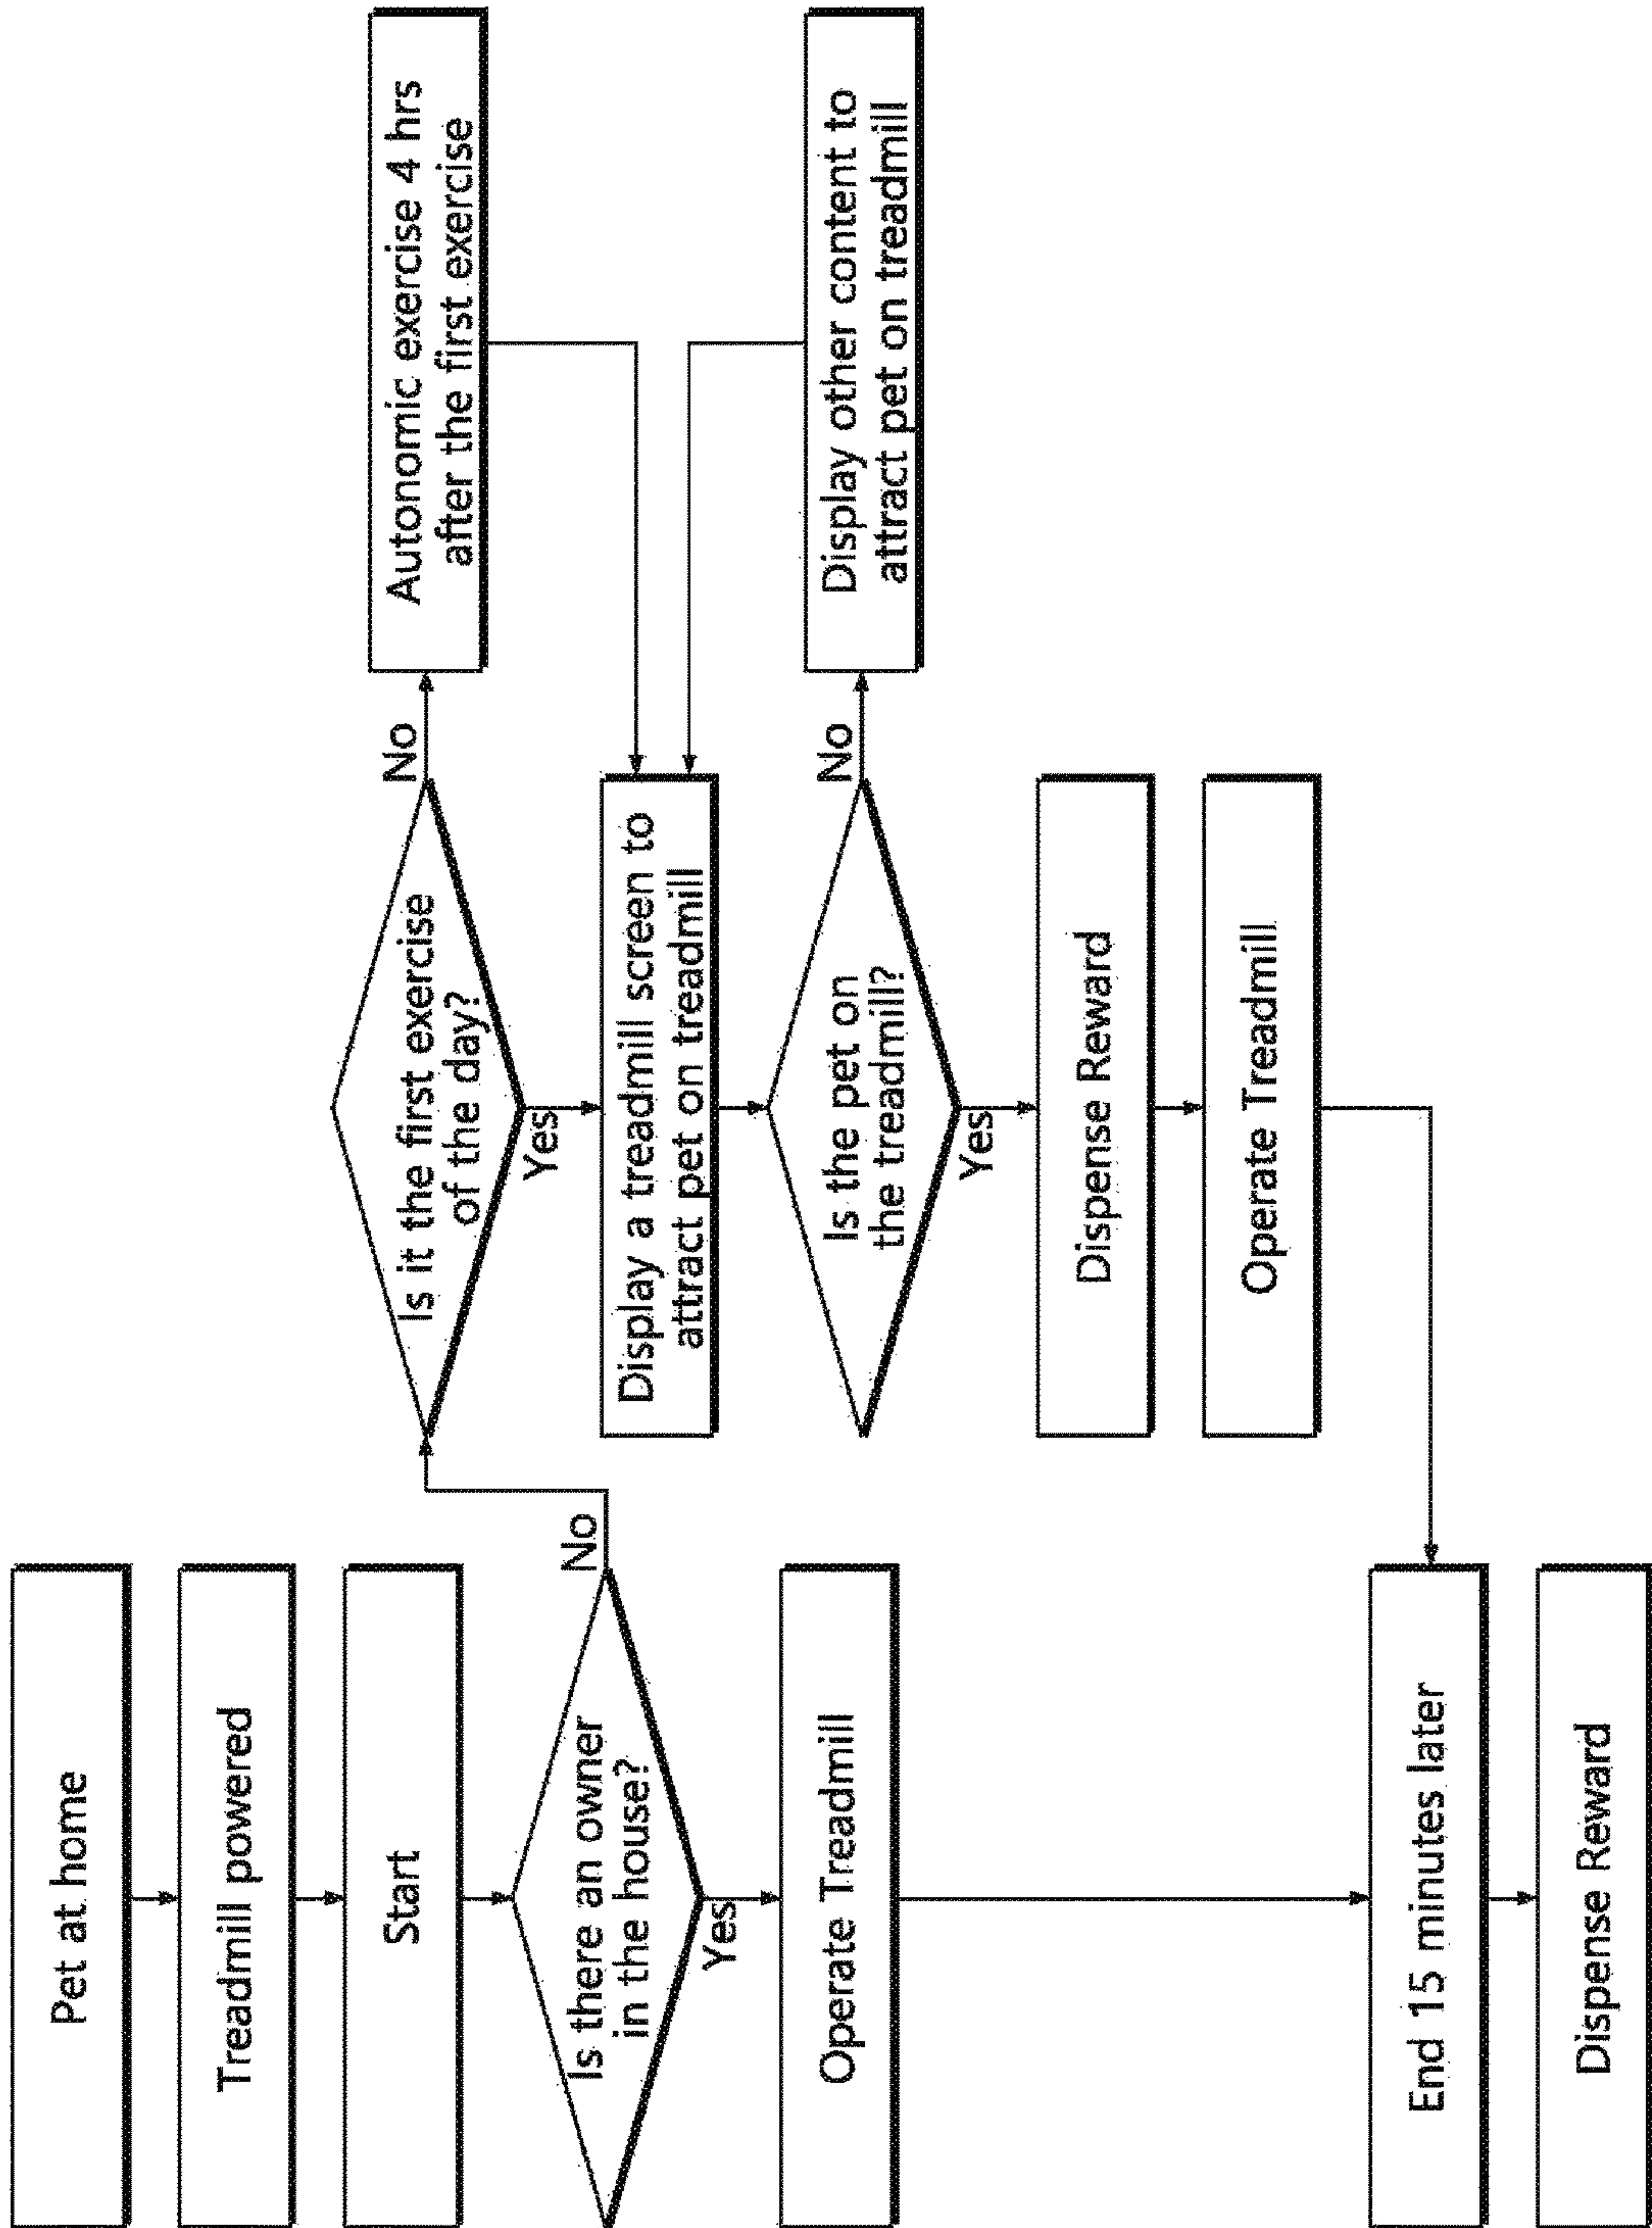 Pet at home
Treadmill powered
Start
Is there an owner
in the house?
No
Yes
Operate Treadmill
End 15 minutes later
Dispense Reward
Is it the first exercise
of the day?
No
Yes
Display a treadmill screen to
attract pet on treadmill
Is the pet on
the treadmill?
No
Yes
Dispense Reward
Operate Treadmill
Autonomic exercise 4 hrs
after the first exercise
Display other content to
attract pet on treadmill